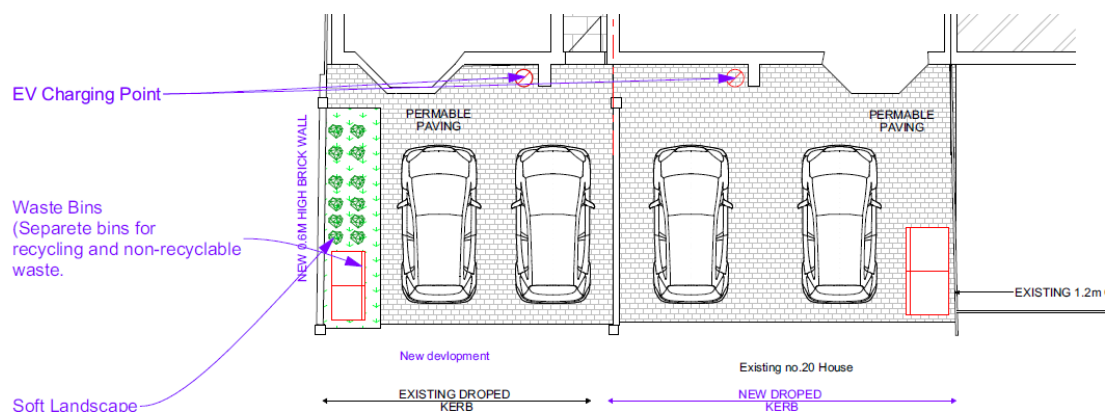 EV Charging Point
PERMABLE
PAVING
PERMABLE
PAVING
NEW 0.6M HIGH BRICK WALL
Waste Bins
(Separete bins for
recycling and non-recyclable
waste.
EXISTING 1.2m
New devlopment
Existing no.20 House
Soft Landscape
EXISTING DROPED
KERB
NEW DROPED
KERB